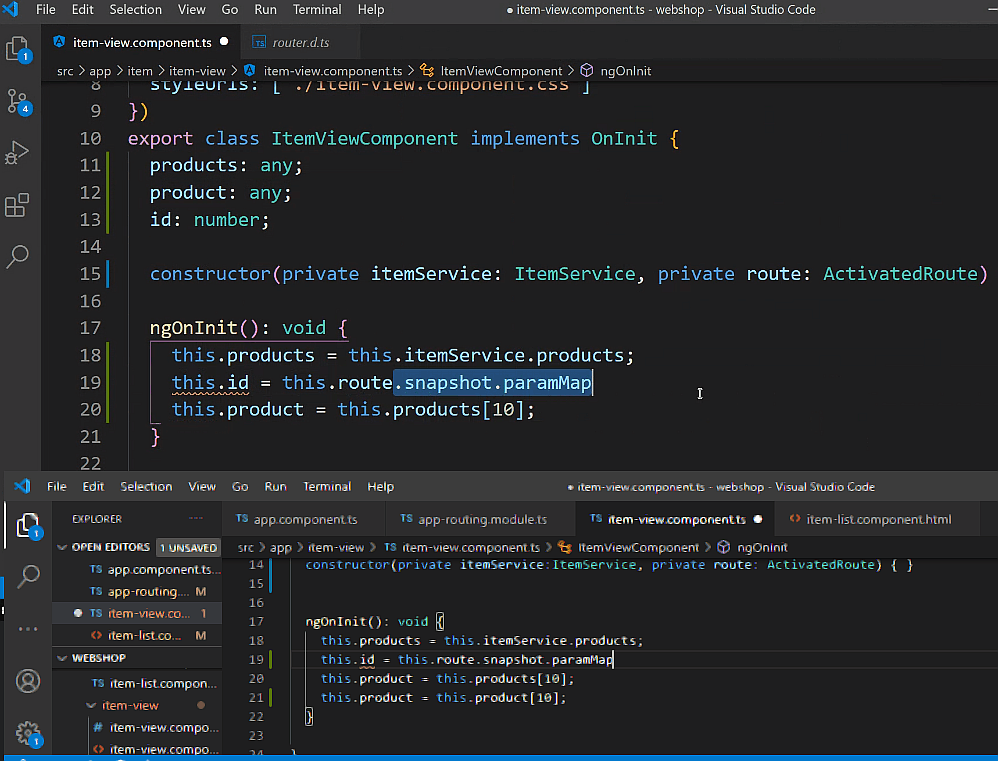 File Edit Selection View Go Run Terminal Help ● item-view.component.ts - webshop - Visual Studio Code
item-view.component.ts ● TS router.d.ts
src > app > item > item-view > item-view.component.ts > ItemViewComponent > ngOnInit
1
4
8 styleUrls: [ './item-view.component.css' ]
9 })
10 export class ItemViewComponent implements OnInit {
11 products: any;
12 product: any;
13 id: number;
14
15 constructor(private itemService: ItemService, private route: ActivatedRoute)
16
17 ngOnInit(): void {
18 this.products = this.itemService.products;
19 this.id = this.route.snapshot.paramMap
20 this.product = this.products[10];
21 }
22
File Edit Selection View Go Run Terminal Help ● item-view.component.ts - webshop - Visual Studio Code
EXPLORER ···
1
OPEN EDITORS 1 UNSAVED
TS app.component.ts...
TS app-routing.... M
● TS item-view.co... 1
<> item-list.co... M
WEBSHOP
TS item-list.compon...
item-view ●
# item-view.compo...
<> item-view.compo...
1
TS app.component.ts TS app-routing.module.ts TS item-view.component.ts ● <> item-list.component.html
src > app > item-view > TS item-view.component.ts > ItemViewComponent > ngOnInit
14 constructor(private itemService:ItemService, private route: ActivatedRoute) { }
15
16
17 ngOnInit(): void {
18 this.products = this.itemService.products;
19 this.id = this.route.snapshot.paramMap
20 this.product = this.products[10];
21 this.product = this.product[10];
22 }
23
24 }